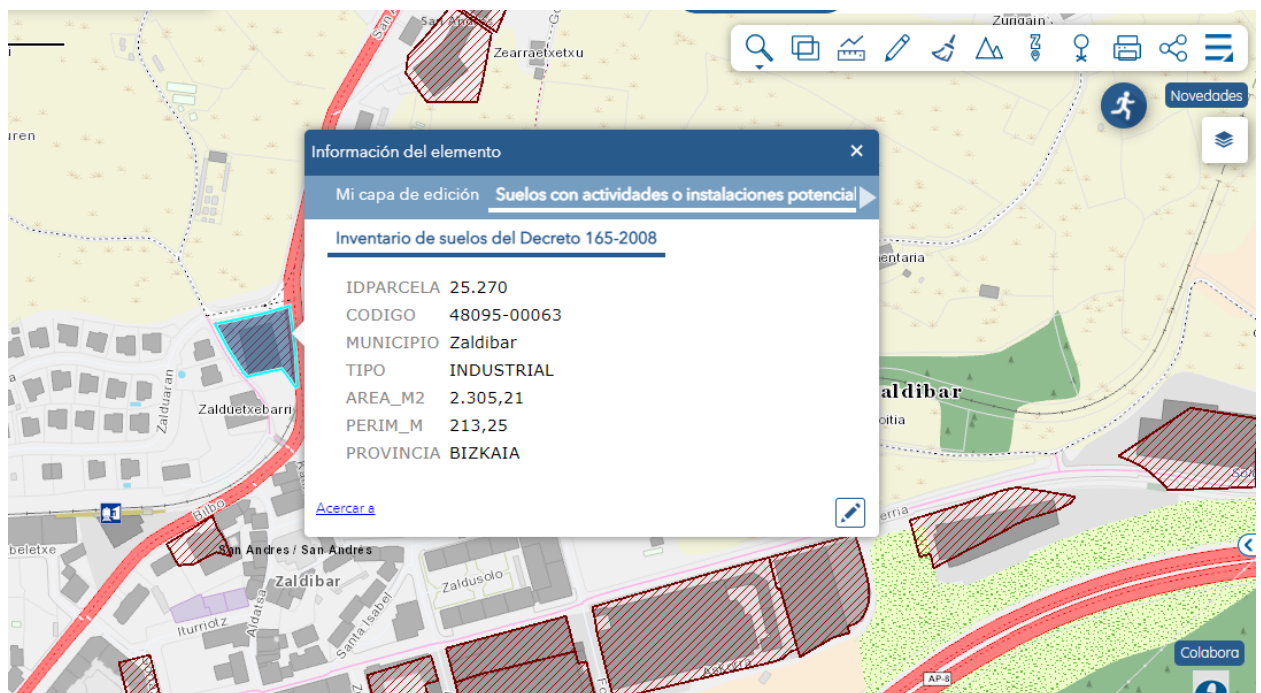 San Andres
Zearraetxetxu
Zungain
Novedades
Información del elemento
Mi capa de edición Suelos con actividades o instalaciones potencial
Inventario de suelos del Decreto 165-2008
IDPARCELA 25.270
CODIGO 48095-00063
MUNICIPIO Zaldibar
TIPO INDUSTRIAL
AREA_M2 2.305,21
PERIM_M 213,25
PROVINCIA BIZKAIA
Acercar a
uren
entaria
aldibar
oitia
Zalduetxebarri
Zalduaran
Bilbo
erria
beletxe
San Andres / San Andrés
Zaldibar
Zaldusolo
Iturriotz
Aldatsa
Santa Isabel
AP-8
Colabora